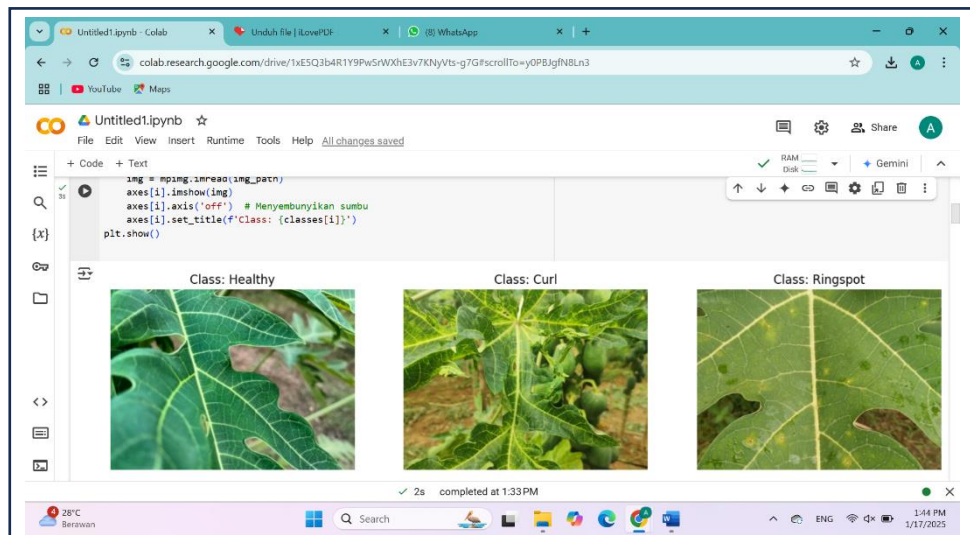 Untitled1.ipynb - Colab
Unduh file | iLovePDF
(8) WhatsApp
colab.research.google.com/drive/1xE5Q3b4R1Y9PwSrWXhE3v7KNyVts-g7G#scrollTo=y0PBJgfN8Ln3
YouTube Maps
CO Untitled1.ipynb
File Edit View Insert Runtime Tools Help All changes saved
Share
A
+ Code + Text
RAM
Disk
Gemini
img = mpimg.imread(img_path)
3s
axes[i].imshow(img)
axes[i].axis('off') # Menyembunyikan sumbu
axes[i].set_title(f'Class: {classes[i]}')
plt.show()
{x}
Class: Healthy Class: Curl Class: Ringspot
2s completed at 1:33 PM
4
28°C
Berawan
Search
ENG
1:44 PM
1/17/2025